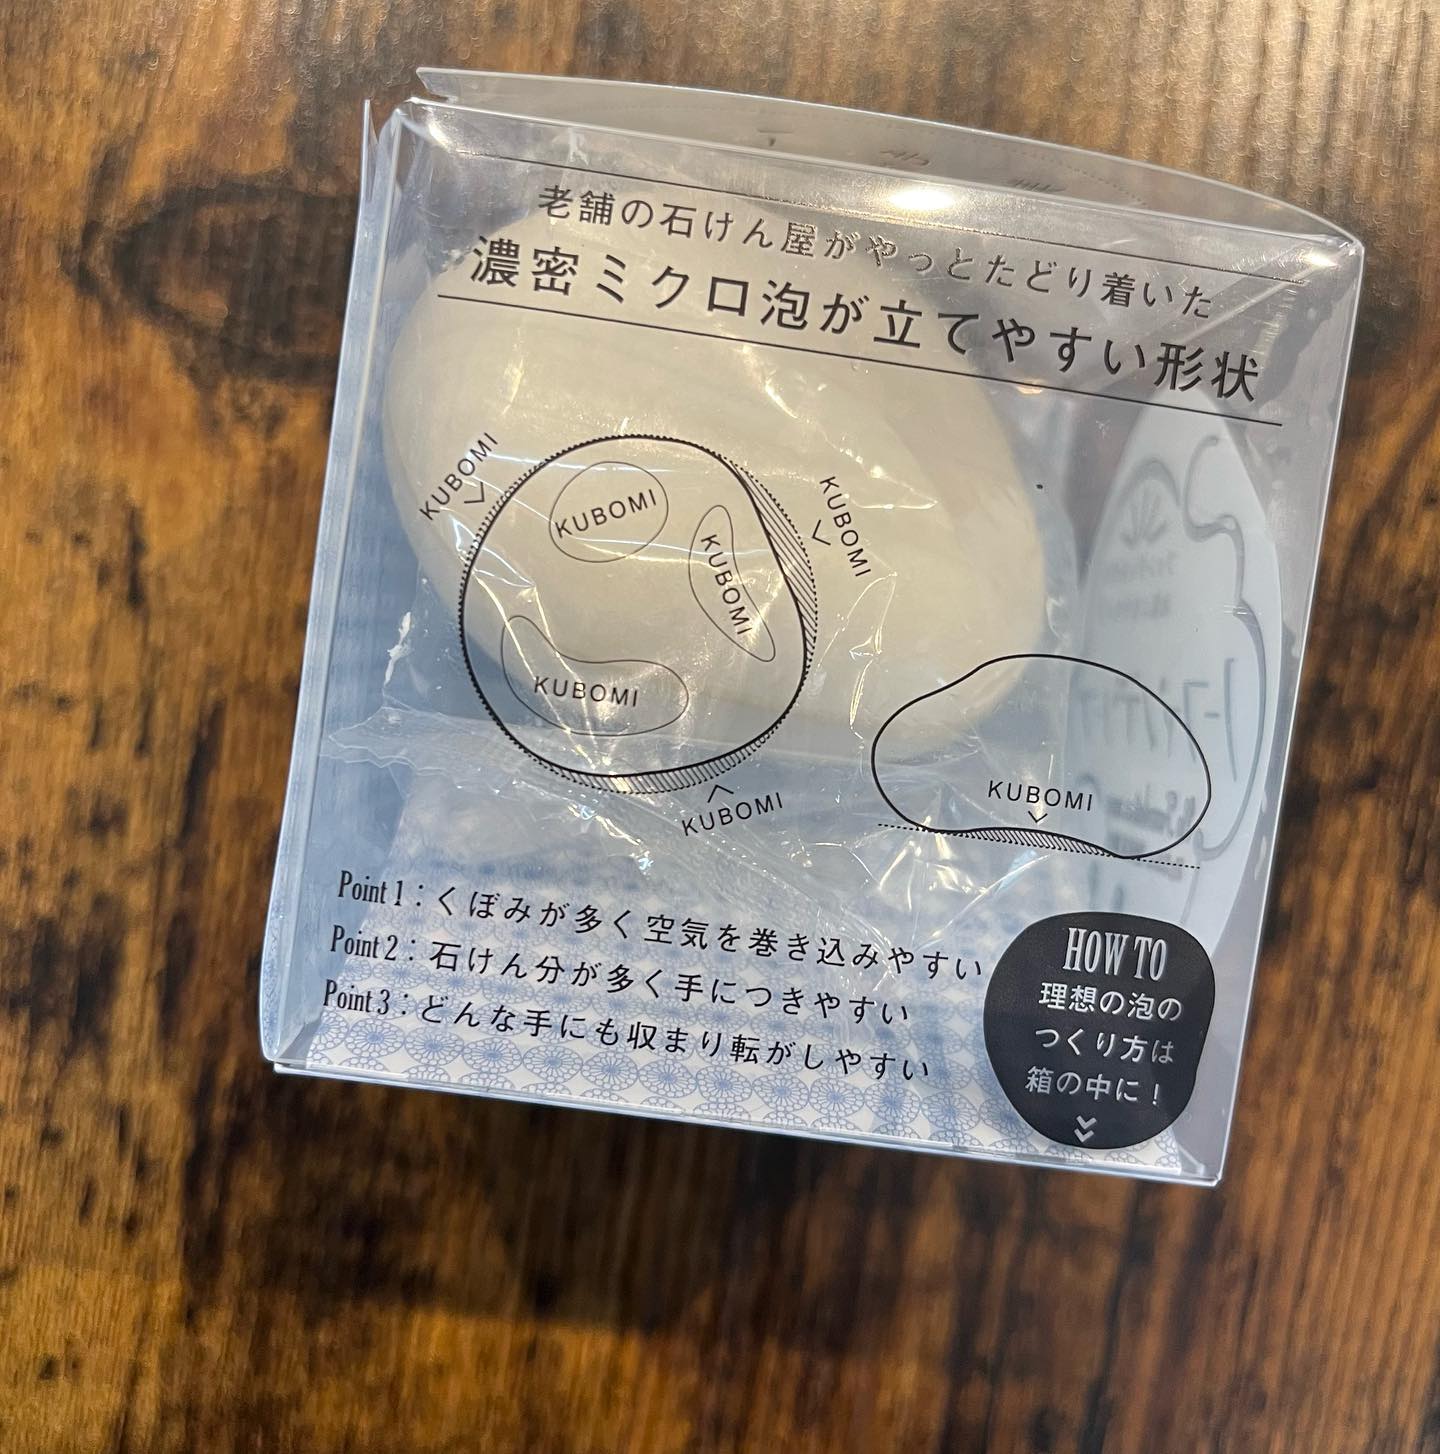 老舗の石けん屋がやっとたどり着いた
濃密ミクロ泡が立てやすい形状
KUBOMI
KUBOMI
KUBOMI
KUBOMI
KUBOMI
KUBOMI
KUBOMI
Point 1：くぼみが多く空気を巻き込みやすい
Point 2：石けん分が多く手につきやすい
Point 3：どんな手にも収まり転がしやすい
HOW TO
理想の泡の
つくり方は
箱の中に！